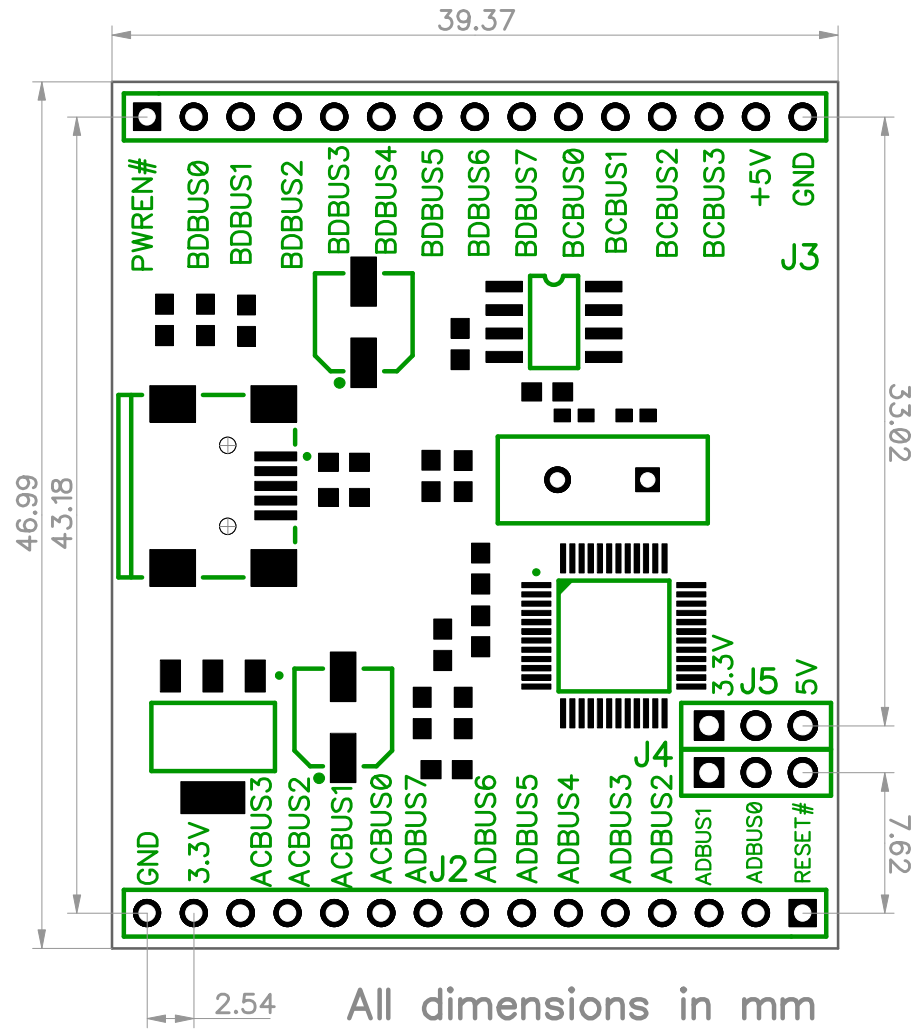 39.37
PWREN#
BDBUS0
BDBUS1
BDBUS2
BDBUS3
BDBUS4
BDBUS5
BDBUS6
BDBUS7
BCBUS0
BCBUS1
BCBUS2
BCBUS3
+5V
GND
J3
33.02
46.99
43.18
3.3V
J5
5V
J4
GND
3.3V
ACBUS3
ACBUS2
ACBUS1
ACBUS0
ADBUS7
J2
ADBUS6
ADBUS5
ADBUS4
ADBUS3
ADBUS2
ADBUS1
ADBUS0
RESET#
7.62
2.54
All dimensions in mm